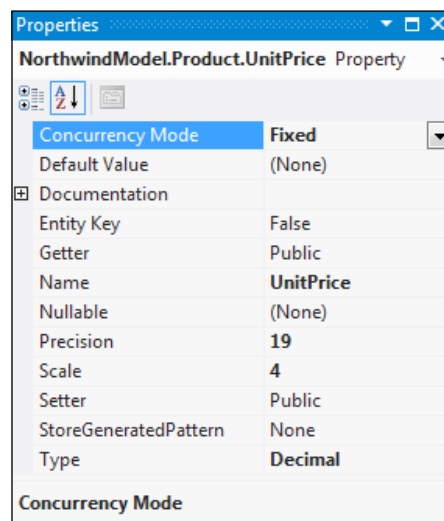 Properties
NorthwindModel.Product.UnitPrice Property
Concurrency Mode Fixed
Default Value (None)
Documentation
Entity Key False
Getter Public
Name UnitPrice
Nullable (None)
Precision 19
Scale 4
Setter Public
StoreGeneratedPattern None
Type Decimal
Concurrency Mode